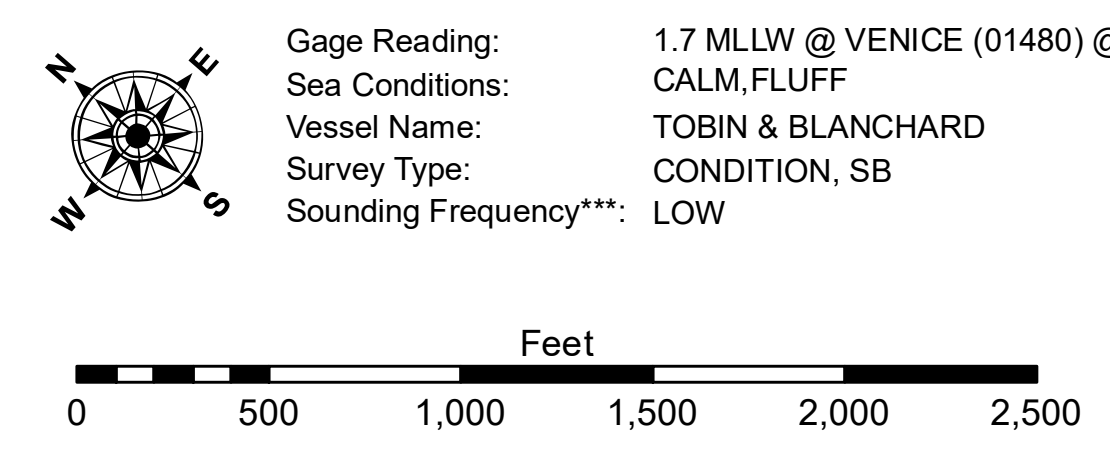 N E
W S
Gage Reading: 1.7 MLLW @ VENICE (01480) @
Sea Conditions: CALM,FLUFF
Vessel Name: TOBIN & BLANCHARD
Survey Type: CONDITION, SB
Sounding Frequency***: LOW
Feet
0 500 1,000 1,500 2,000 2,500